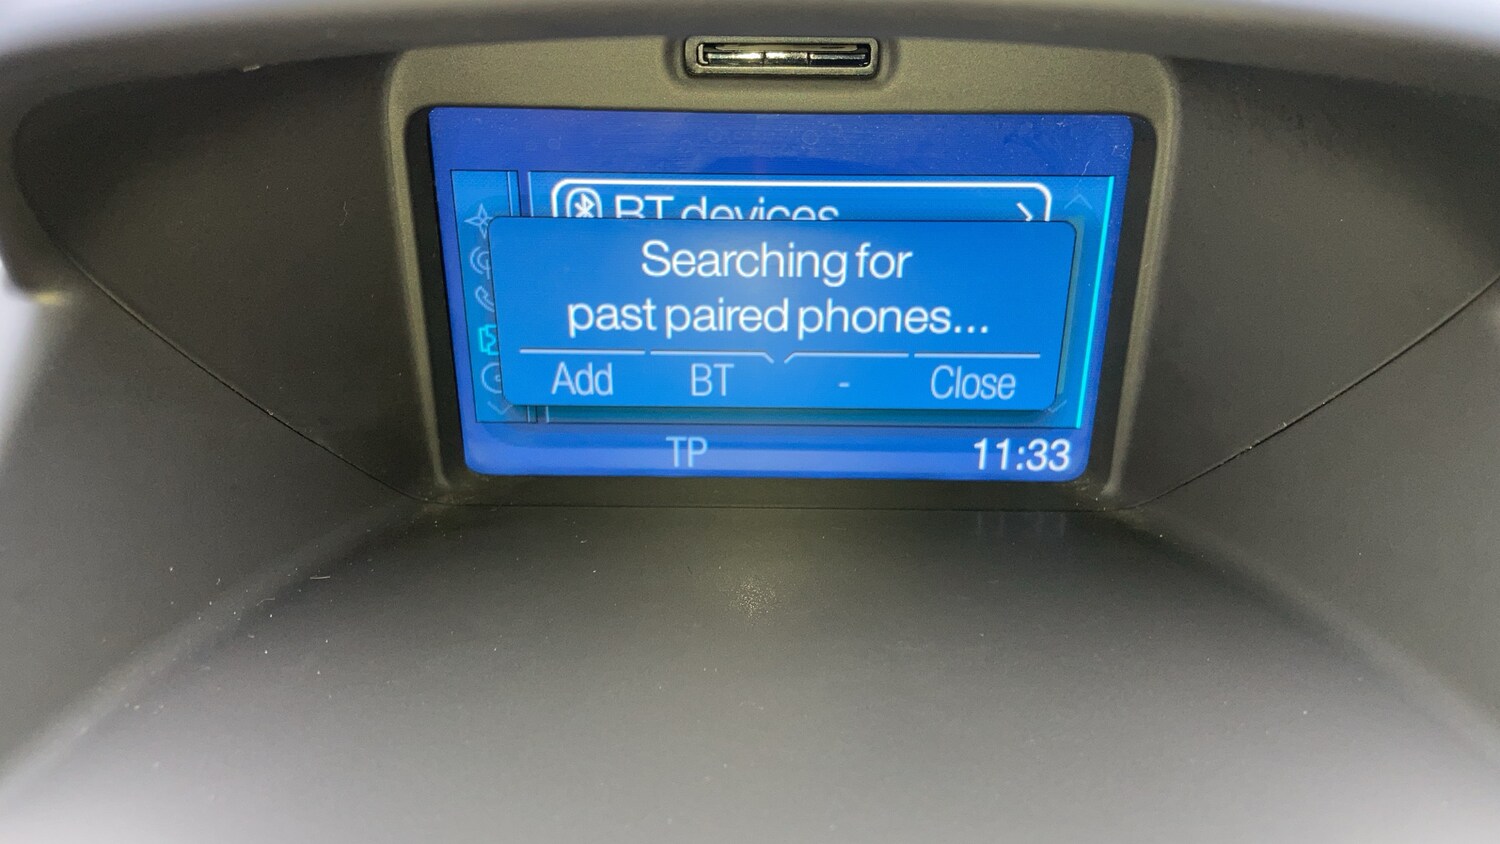 BT devices
Searching for
past paired phones...
Add BT - Close
TP 11:33